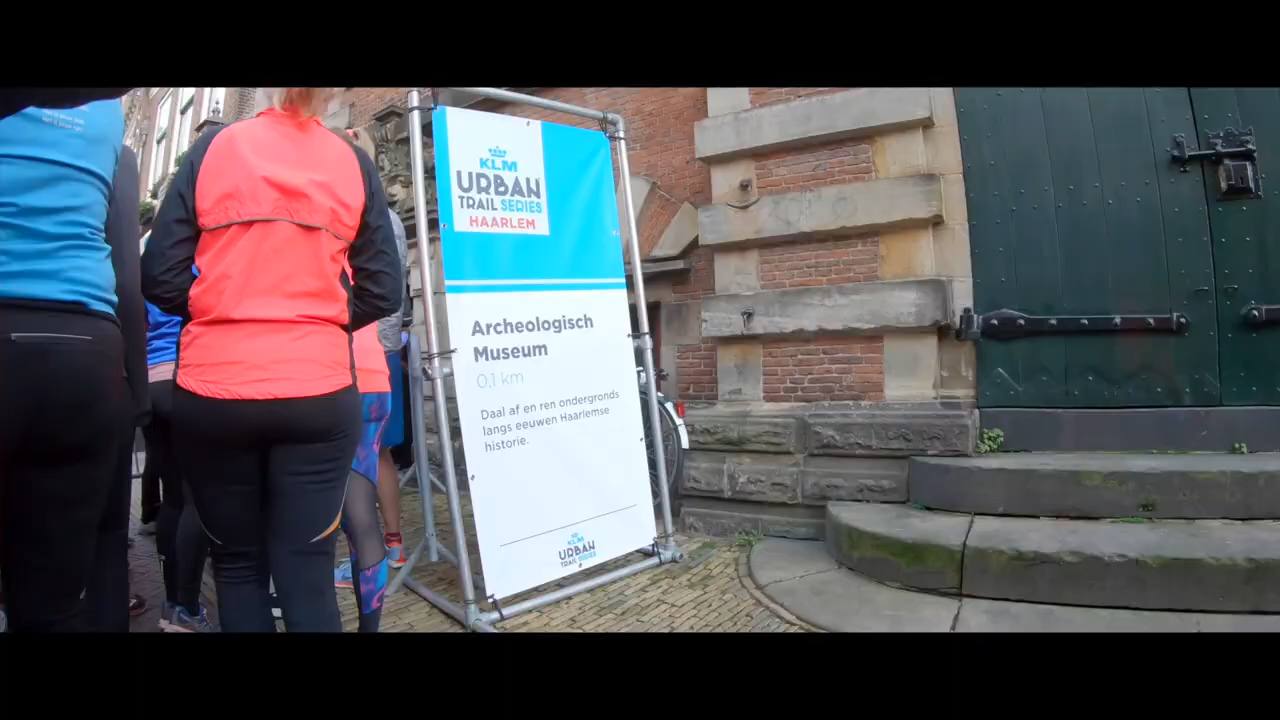 KLM
URBAN
TRAIL SERIES
HAARLEM
Archeologisch
Museum
0,1 km
Daal af en ren ondergronds
langs eeuwen Haarlemse
historie.
KLM
URBAN
TRAIL SERIES